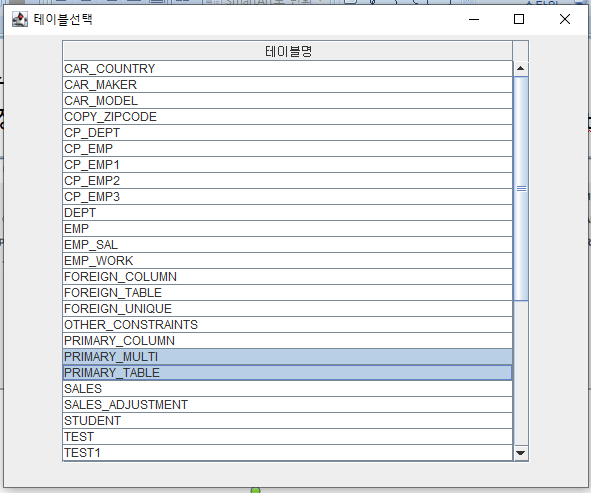 테이블선택
테이블명
CAR_COUNTRY
CAR_MAKER
CAR_MODEL
COPY_ZIPCODE
CP_DEPT
CP_EMP
CP_EMP1
CP_EMP2
CP_EMP3
DEPT
EMP
EMP_SAL
EMP_WORK
FOREIGN_COLUMN
FOREIGN_TABLE
FOREIGN_UNIQUE
OTHER_CONSTRAINTS
PRIMARY_COLUMN
PRIMARY_MULTI
PRIMARY_TABLE
SALES
SALES_ADJUSTMENT
STUDENT
TEST
TEST1